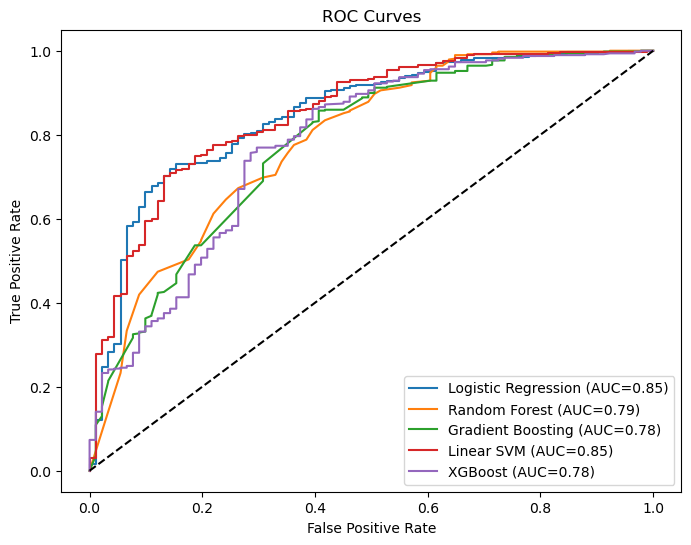 ROC Curves
True Positive Rate
1.0
0.8
0.6
0.4
0.2
0.0
Logistic Regression (AUC=0.85)
Random Forest (AUC=0.79)
Gradient Boosting (AUC=0.78)
Linear SVM (AUC=0.85)
XGBoost (AUC=0.78)
0.0 0.2 0.4 0.6 0.8 1.0
False Positive Rate